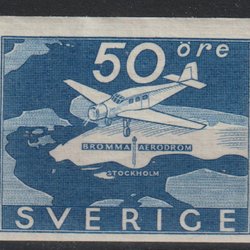 50 öre
BROMMA AERODROM
STOCKHOLM
SVERIGE